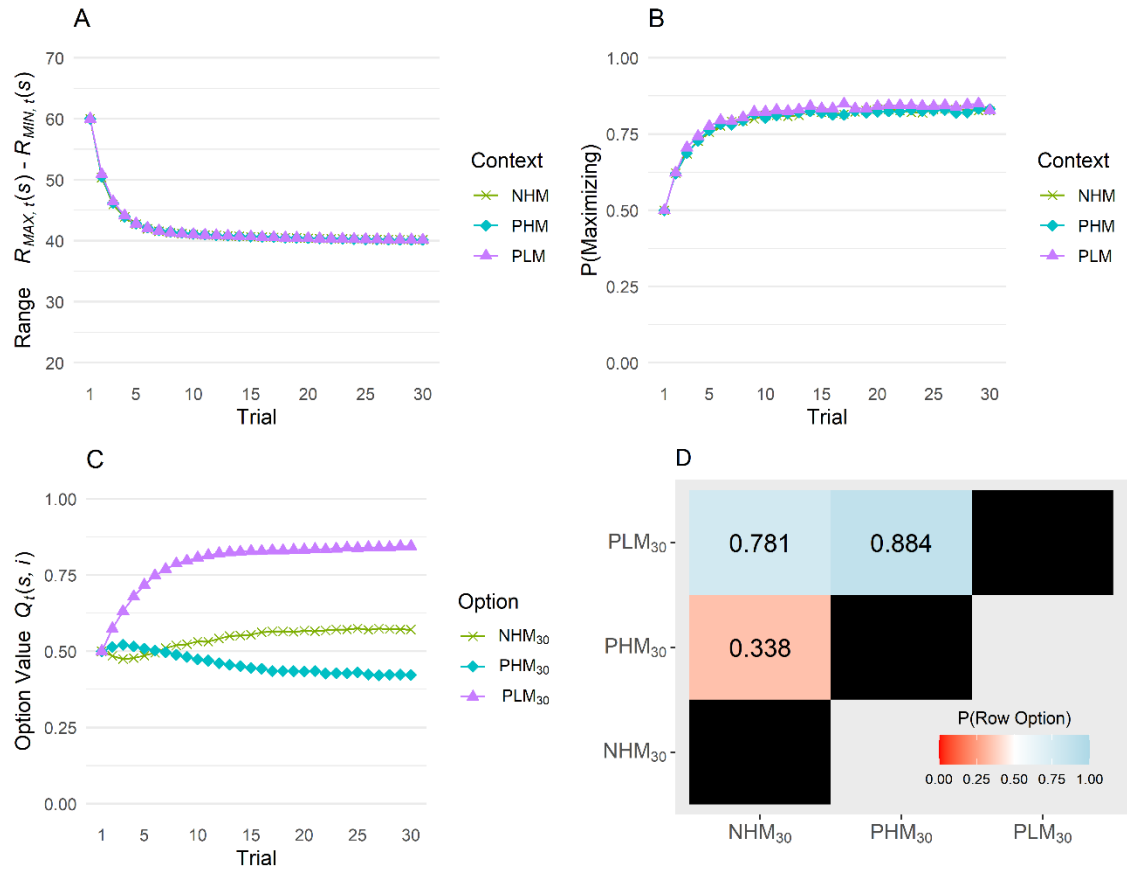 A
Range R_MAX, t(s) - R_MIN, t(s)
70
60
50
40
30
20
1 5 10 15 20 25 30
Trial
Context
NHM
PHM
PLM
B
P(Maximizing)
1.00
0.75
0.50
0.25
0.00
1 5 10 15 20 25 30
Trial
Context
NHM
PHM
PLM
C
Option Value Q_t(s, i)
1.00
0.75
0.50
0.25
0.00
1 5 10 15 20 25 30
Trial
Option
NHM₃₀
PHM₃₀
PLM₃₀
D
PLM₃₀ 0.781 0.884
PHM₃₀ 0.338
NHM₃₀
P(Row Option)
0.00 0.25 0.50 0.75 1.00
NHM₃₀ PHM₃₀ PLM₃₀